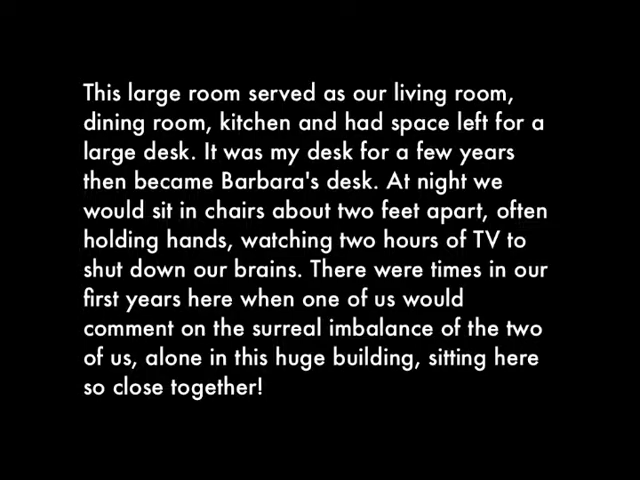 This large room served as our living room,
dining room, kitchen and had space left for a
large desk. It was my desk for a few years
then became Barbara's desk. At night we
would sit in chairs about two feet apart, often
holding hands, watching two hours of TV to
shut down our brains. There were times in our
first years here when one of us would
comment on the surreal imbalance of the two
of us, alone in this huge building, sitting here
so close together!